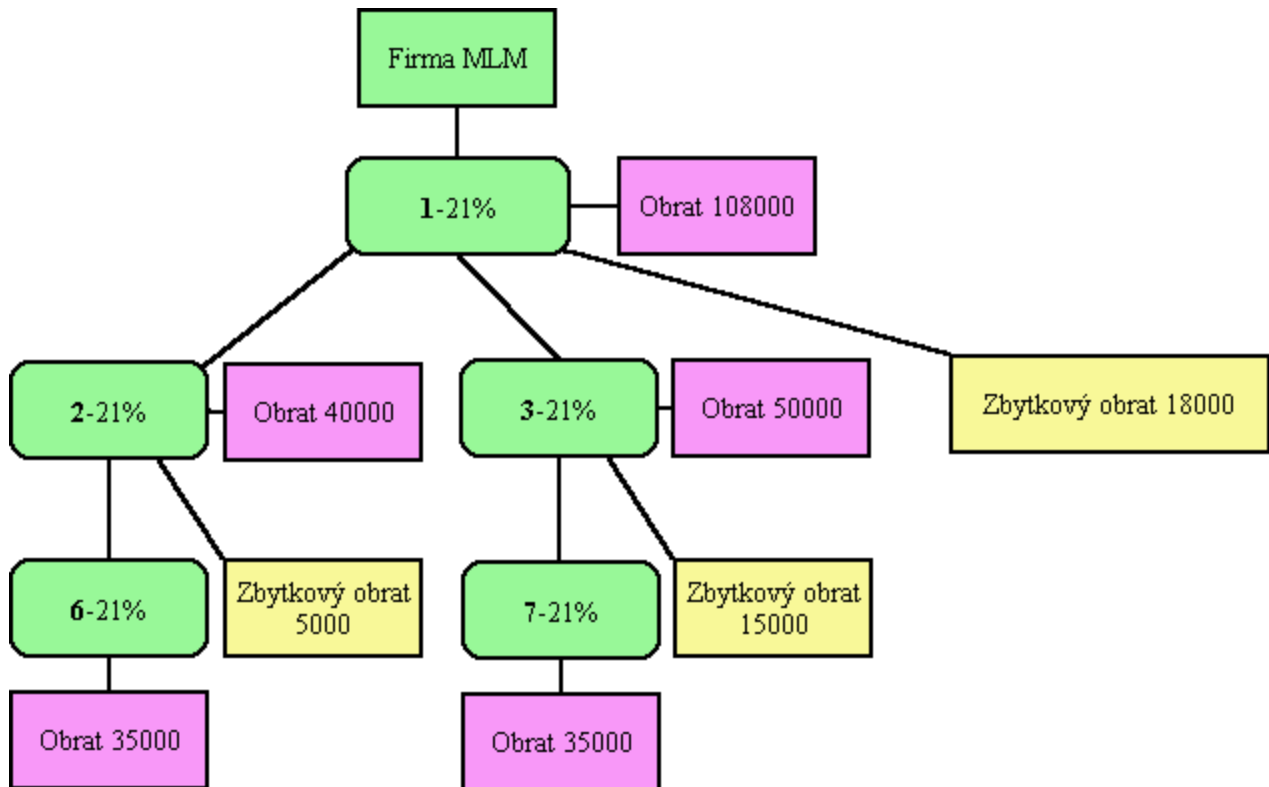 Firma MLM
1-21%
Obrat 108000
2-21%
Obrat 40000
3-21%
Obrat 50000
Zbytkový obrat 18000
6-21%
Zbytkový obrat
5000
7-21%
Zbytkový obrat
15000
Obrat 35000
Obrat 35000